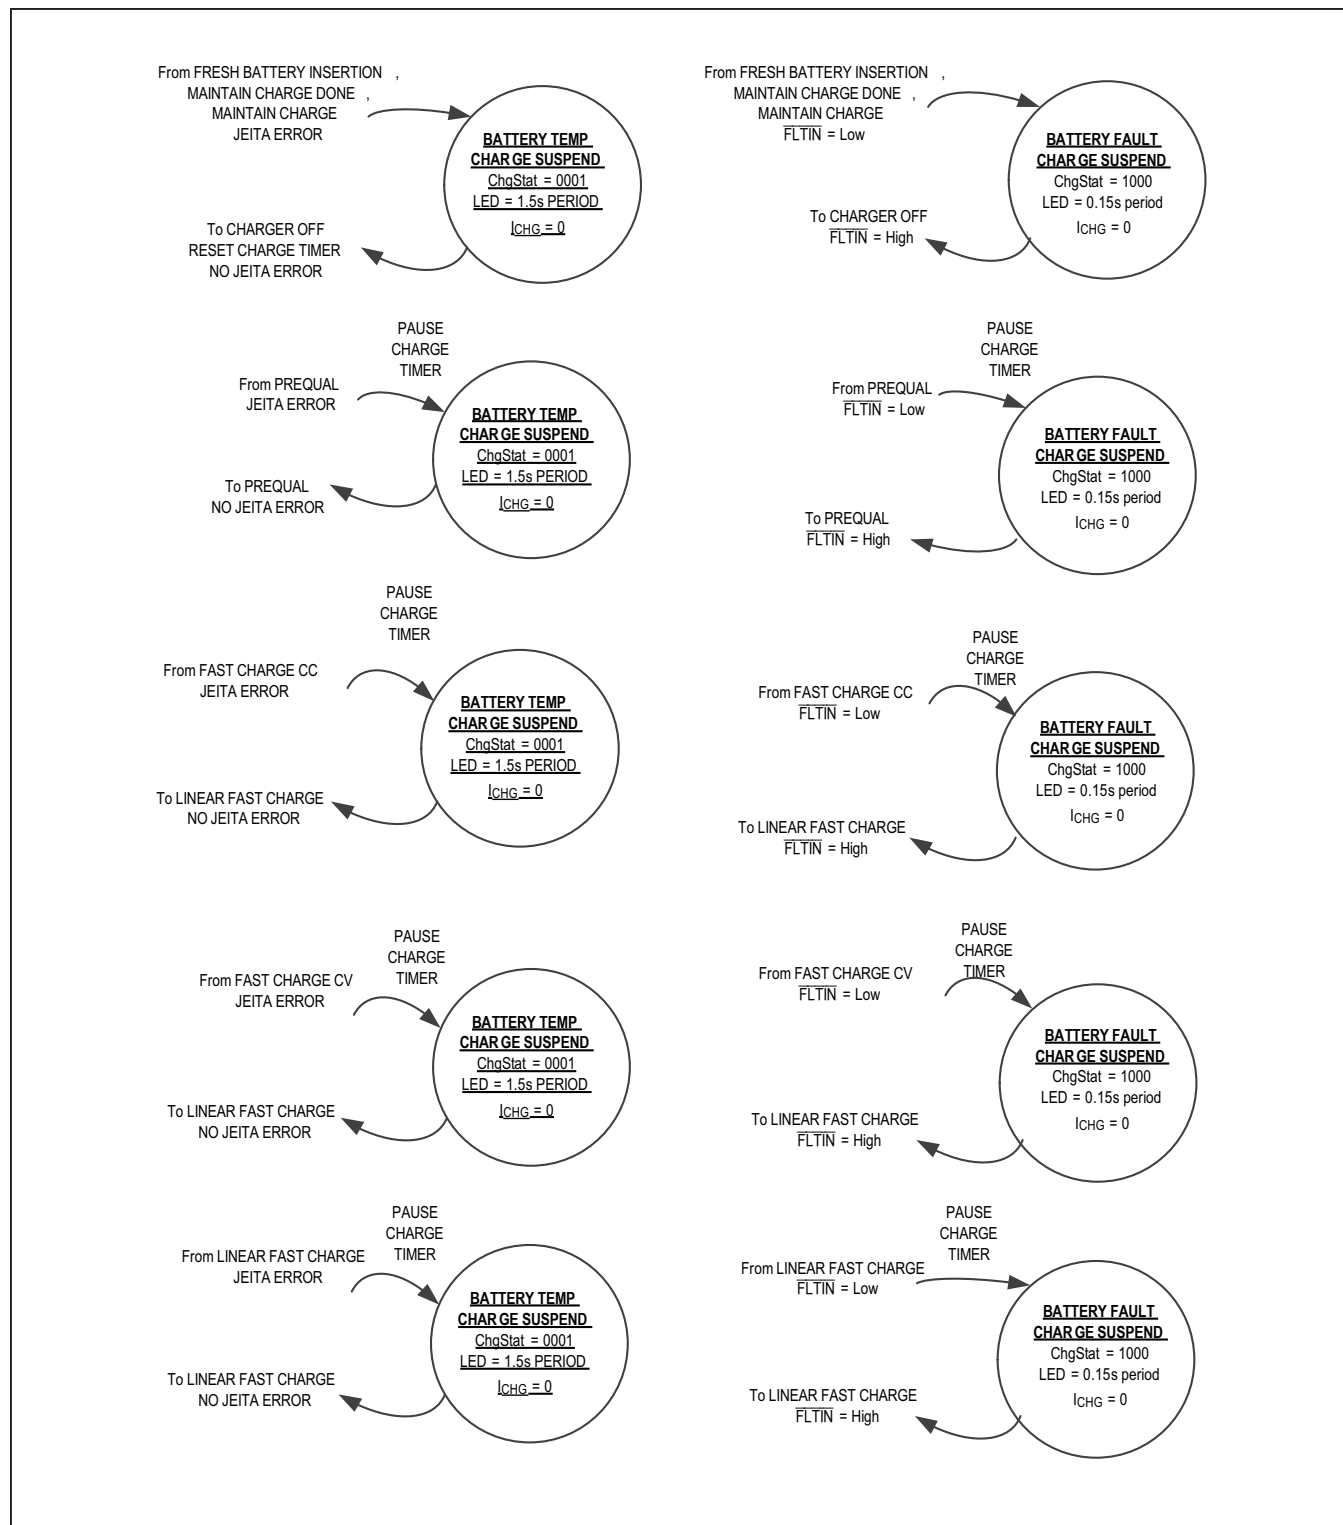 From FRESH BATTERY INSERTION ,
MAINTAIN CHARGE DONE ,
MAINTAIN CHARGE
JEITA ERROR
BATTERY TEMP
CHARGE SUSPEND
ChgStat = 0001
LED = 1.5s PERIOD
ICHG = 0
To CHARGER OFF
RESET CHARGE TIMER
NO JEITA ERROR
From FRESH BATTERY INSERTION ,
MAINTAIN CHARGE DONE ,
MAINTAIN CHARGE
FLTIN = Low
BATTERY FAULT
CHARGE SUSPEND
ChgStat = 1000
LED = 0.15s period
ICHG = 0
To CHARGER OFF
FLTIN = High
PAUSE
CHARGE
TIMER
From PREQUAL
JEITA ERROR
BATTERY TEMP
CHARGE SUSPEND
ChgStat = 0001
LED = 1.5s PERIOD
ICHG = 0
To PREQUAL
NO JEITA ERROR
PAUSE
CHARGE
TIMER
From PREQUAL
FLTIN = Low
BATTERY FAULT
CHARGE SUSPEND
ChgStat = 1000
LED = 0.15s period
ICHG = 0
To PREQUAL
FLTIN = High
PAUSE
CHARGE
TIMER
From FAST CHARGE CC
JEITA ERROR
BATTERY TEMP
CHARGE SUSPEND
ChgStat = 0001
LED = 1.5s PERIOD
ICHG = 0
To LINEAR FAST CHARGE
NO JEITA ERROR
PAUSE
CHARGE
TIMER
From FAST CHARGE CC
FLTIN = Low
BATTERY FAULT
CHARGE SUSPEND
ChgStat = 1000
LED = 0.15s period
ICHG = 0
To LINEAR FAST CHARGE
FLTIN = High
PAUSE
CHARGE
TIMER
From FAST CHARGE CV
JEITA ERROR
BATTERY TEMP
CHARGE SUSPEND
ChgStat = 0001
LED = 1.5s PERIOD
ICHG = 0
To LINEAR FAST CHARGE
NO JEITA ERROR
PAUSE
CHARGE
TIMER
From FAST CHARGE CV
FLTIN = Low
BATTERY FAULT
CHARGE SUSPEND
ChgStat = 1000
LED = 0.15s period
ICHG = 0
To LINEAR FAST CHARGE
FLTIN = High
PAUSE
CHARGE
TIMER
From LINEAR FAST CHARGE
JEITA ERROR
BATTERY TEMP
CHARGE SUSPEND
ChgStat = 0001
LED = 1.5s PERIOD
ICHG = 0
To LINEAR FAST CHARGE
NO JEITA ERROR
PAUSE
CHARGE
TIMER
From LINEAR FAST CHARGE
FLTIN = Low
BATTERY FAULT
CHARGE SUSPEND
ChgStat = 1000
LED = 0.15s period
ICHG = 0
To LINEAR FAST CHARGE
FLTIN = High